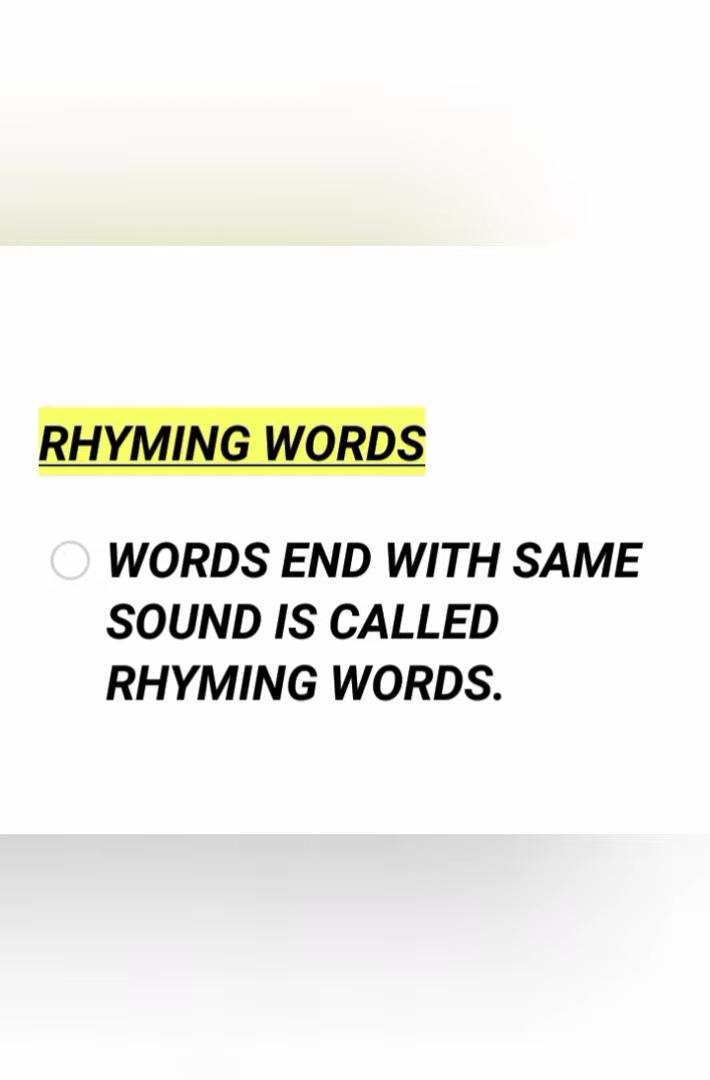 RHYMING WORDS
WORDS END WITH SAME
SOUND IS CALLED
RHYMING WORDS.